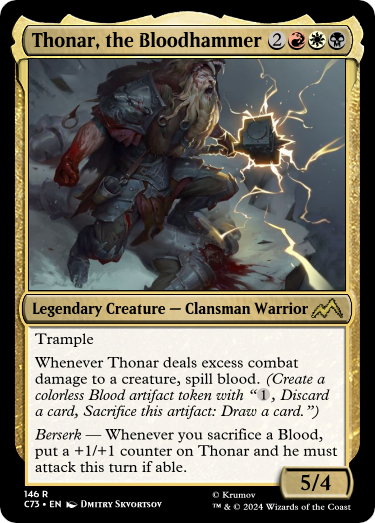 Thonar, the Bloodhammer 2
Legendary Creature — Clansman Warrior
Trample
Whenever Thonar deals excess combat
damage to a creature, spill blood. (Create a
colorless Blood artifact token with “1, Discard
a card, Sacrifice this artifact: Draw a card.”)
Berserk — Whenever you sacrifice a Blood,
put a +1/+1 counter on Thonar and he must
attack this turn if able.
5/4
146 R
C73 • EN Dmitry Skvortsov
© Krumov
™ & © 2024 Wizards of the Coast